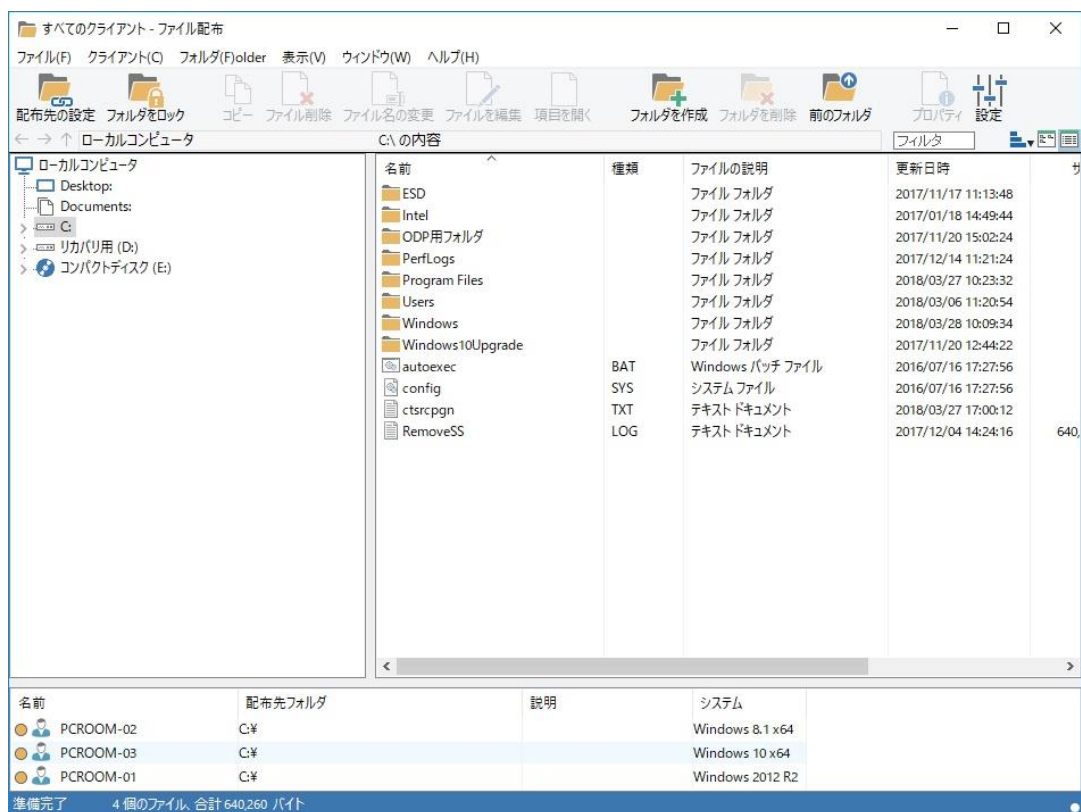 すべてのクライアント - ファイル配布
ファイル(F) クライアント(C) フォルダ(F)older 表示(V) ウィンドウ(W) ヘルプ(H)
配布先の設定 フォルダをロック コピー ファイル削除 ファイル名の変更 ファイルを編集 項目を開く フォルダを作成 フォルダを削除 前のフォルダ プロパティ 設定
ローカルコンピュータ C:\ の内容 フィルタ
ローカルコンピュータ
Desktop:
Documents:
C:
リカバリ用 (D:)
コンパクトディスク (E:)
名前 種類 ファイルの説明 更新日時 サ
ESD ファイル フォルダ 2017/11/17 11:13:48
Intel ファイル フォルダ 2017/01/18 14:49:44
ODP用フォルダ ファイル フォルダ 2017/11/20 15:02:24
PerfLogs ファイル フォルダ 2017/12/14 11:21:24
Program Files ファイル フォルダ 2018/03/27 10:23:32
Users ファイル フォルダ 2018/03/06 11:20:54
Windows ファイル フォルダ 2018/03/28 10:09:34
Windows10Upgrade ファイル フォルダ 2017/11/20 12:44:22
autoexec BAT Windows バッチ ファイル 2016/07/16 17:27:56
config SYS システム ファイル 2016/07/16 17:27:56
ctsrcpgn TXT テキスト ドキュメント 2018/03/27 17:00:12
RemoveSS LOG テキスト ドキュメント 2017/12/04 14:24:16 640,
名前 配布先フォルダ 説明 システム
PCROOM-02 C:¥ Windows 8.1 x64
PCROOM-03 C:¥ Windows 10 x64
PCROOM-01 C:¥ Windows 2012 R2
準備完了 4 個のファイル、合計 640,260 バイト